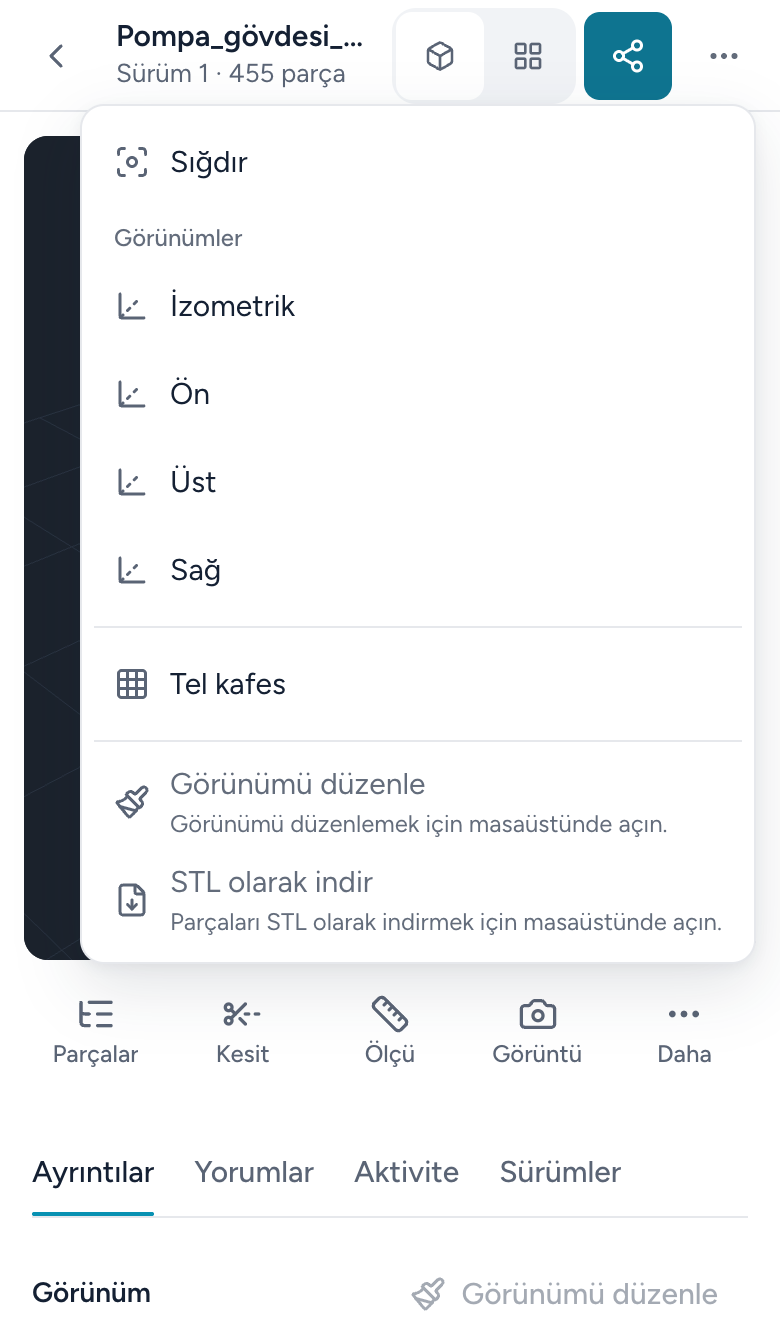 Pompa_gövdesi_...
Sürüm 1 · 455 parça
Sığdır
Görünümler
İzometrik
Ön
Üst
Sağ
Tel kafes
Görünümü düzenle
Görünümü düzenlemek için masaüstünde açın.
STL olarak indir
Parçaları STL olarak indirmek için masaüstünde açın.
Parçalar Kesit Ölçü Görüntü Daha
Ayrıntılar Yorumlar Aktivite Sürümler
Görünüm Görünümü düzenle